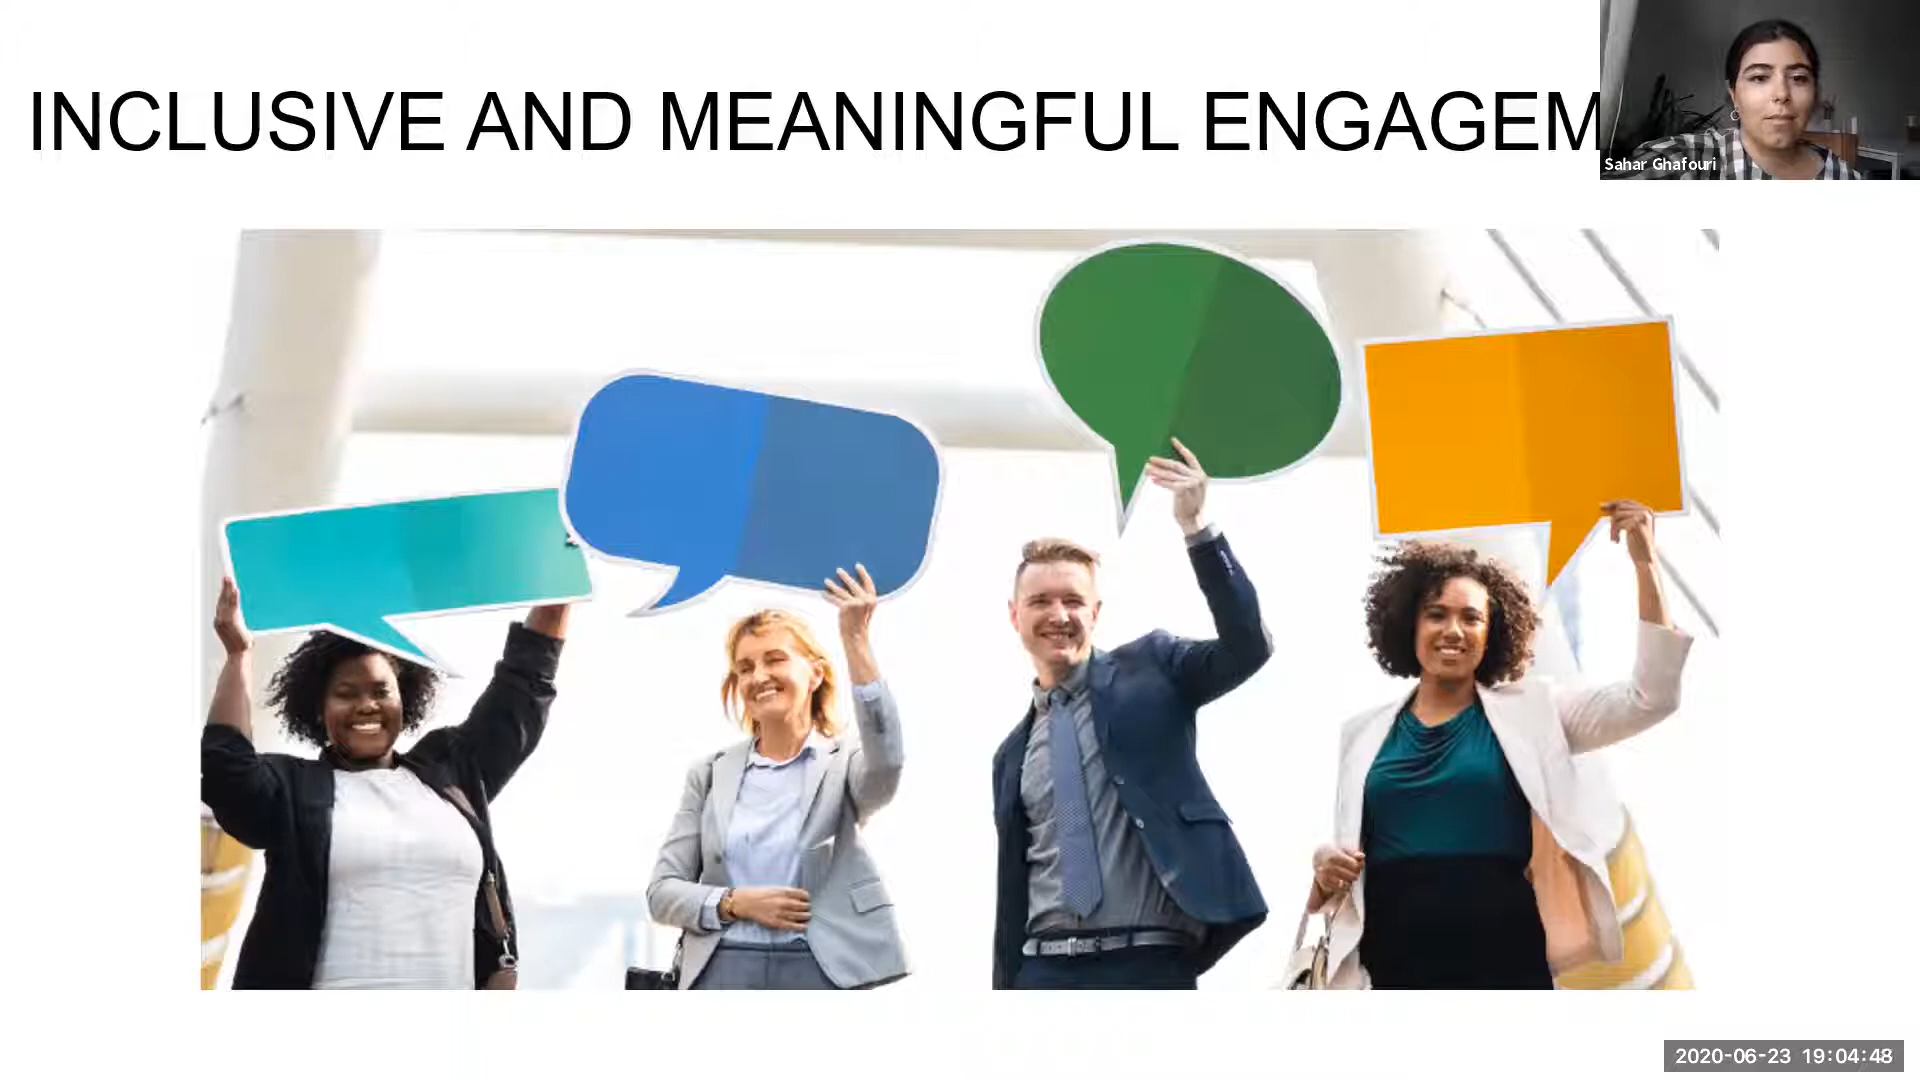 INCLUSIVE AND MEANINGFUL ENGAGEM
Sahar Ghafouri
2020-06-23 19:04:48